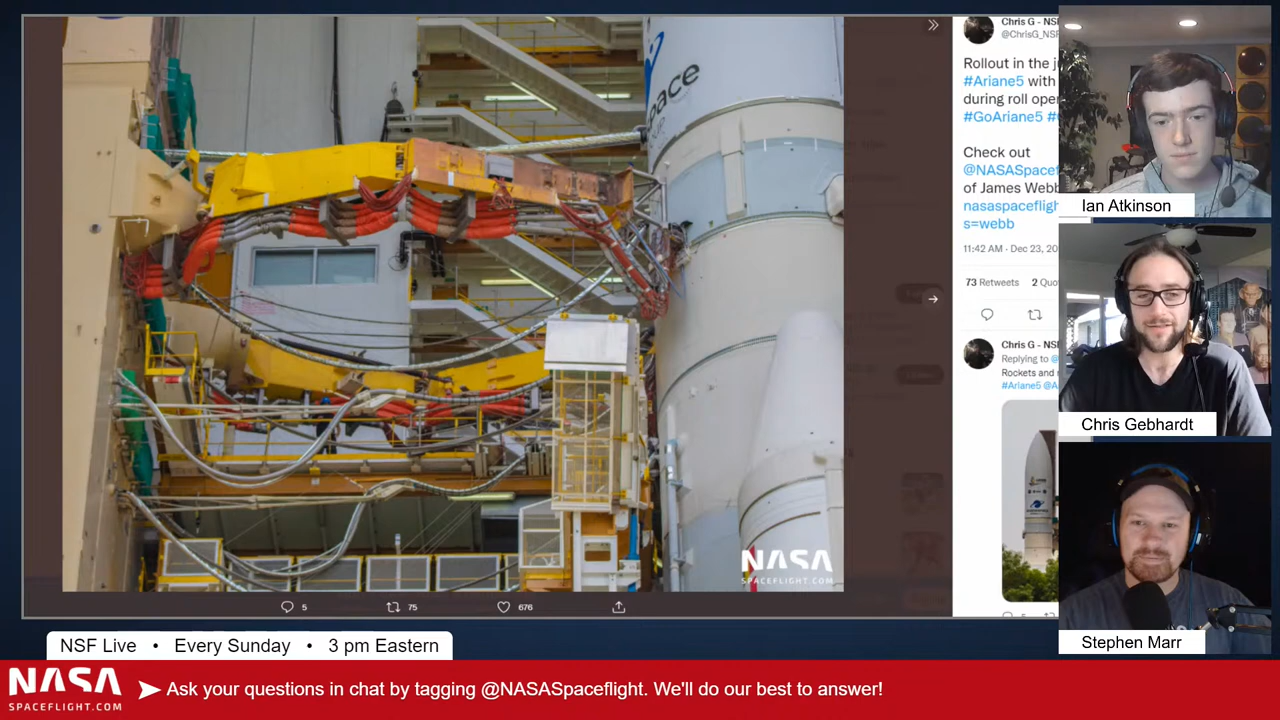 space
Chris G - NSF
@ChrisG_NSF
Rollout in the j
#Ariane5 with
during roll oper
#GoAriane5 #
Check out
@NASASpacef
of James Webb
nasaspacefligh
s=webb
11:42 AM - Dec 23, 20
73 Retweets 2 Quo
Chris G - NSF
Replying to @
Rockets and
#Ariane5 @A
NASA
SPACEFLIGHT.COM
5 75 676
Ian Atkinson
Chris Gebhardt
Stephen Marr
NSF Live • Every Sunday • 3 pm Eastern
NASA
SPACEFLIGHT.COM
Ask your questions in chat by tagging @NASASpaceflight. We'll do our best to answer!